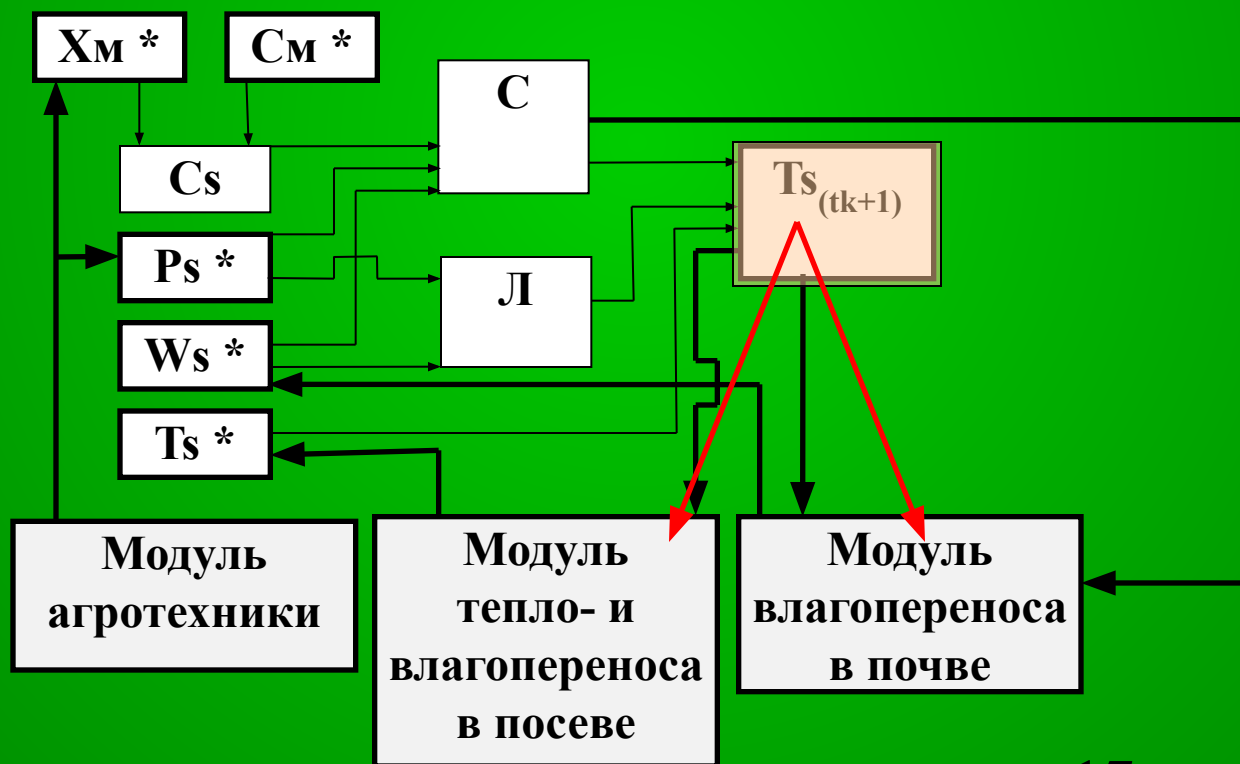 Хм *
См *
С
Cs
Ts(tk+1)
Ps *
Л
Ws *
Ts *
Модуль
агротехники
Модуль
тепло- и
влагопереноса
в посеве
Модуль
влагопереноса
в почве